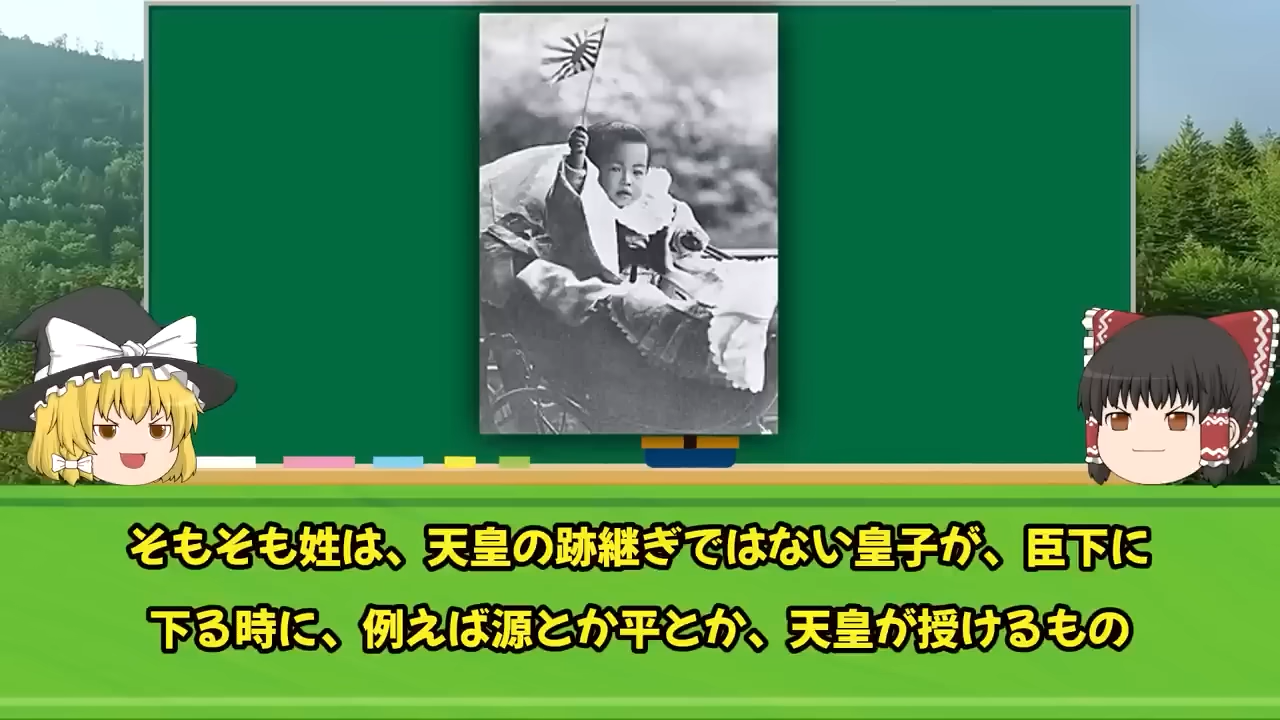 そもそも姓は、天皇の跡継ぎではない皇子が、臣下に
下る時に、例えば源とか平とか、天皇が授けるもの